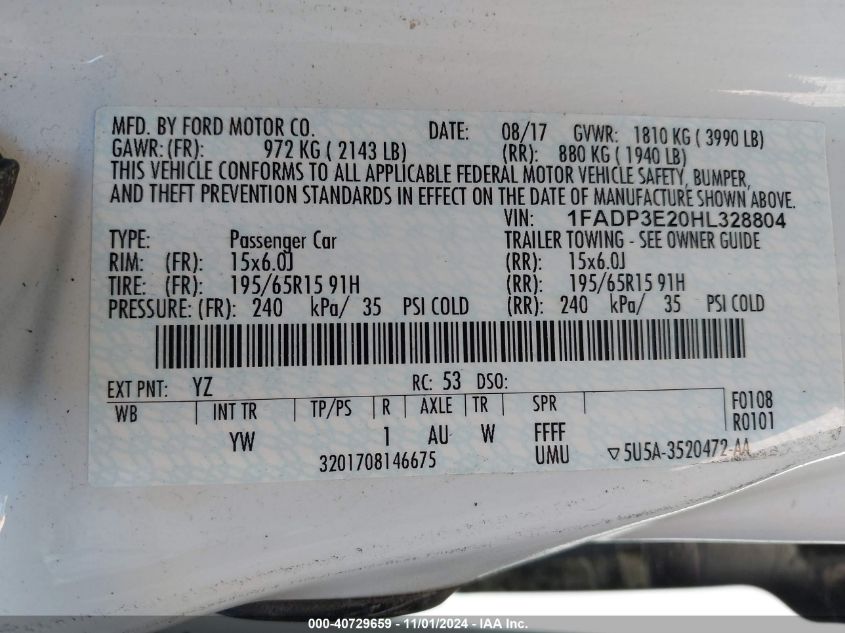 MFD. BY FORD MOTOR CO. DATE: 08/17 GVWR: 1810 KG ( 3990 LB)
GAWR: (FR): 972 KG ( 2143 LB) (RR): 880 KG ( 1940 LB)
THIS VEHICLE CONFORMS TO ALL APPLICABLE FEDERAL MOTOR VEHICLE SAFETY, BUMPER,
AND THEFT PREVENTION STANDARDS IN EFFECT ON THE DATE OF MANUFACTURE SHOWN ABOVE.
VIN: 1FADP3E20HL328804
TYPE: Passenger Car TRAILER TOWING - SEE OWNER GUIDE
RIM: (FR): 15x6.0J (RR): 15x6.0J
TIRE: (FR): 195/65R15 91H (RR): 195/65R15 91H
PRESSURE: (FR): 240 kPa/ 35 PSI COLD (RR): 240 kPa/ 35 PSI COLD
EXT PNT: YZ RC: 53 DSO:
WB INT TR TP/PS R AXLE TR SPR F0108
YW 1 AU W FFFF R0101
3201708146675 UMU ▽5U5A-3520472-AA
000-40729659 - 11/01/2024 - IAA Inc.